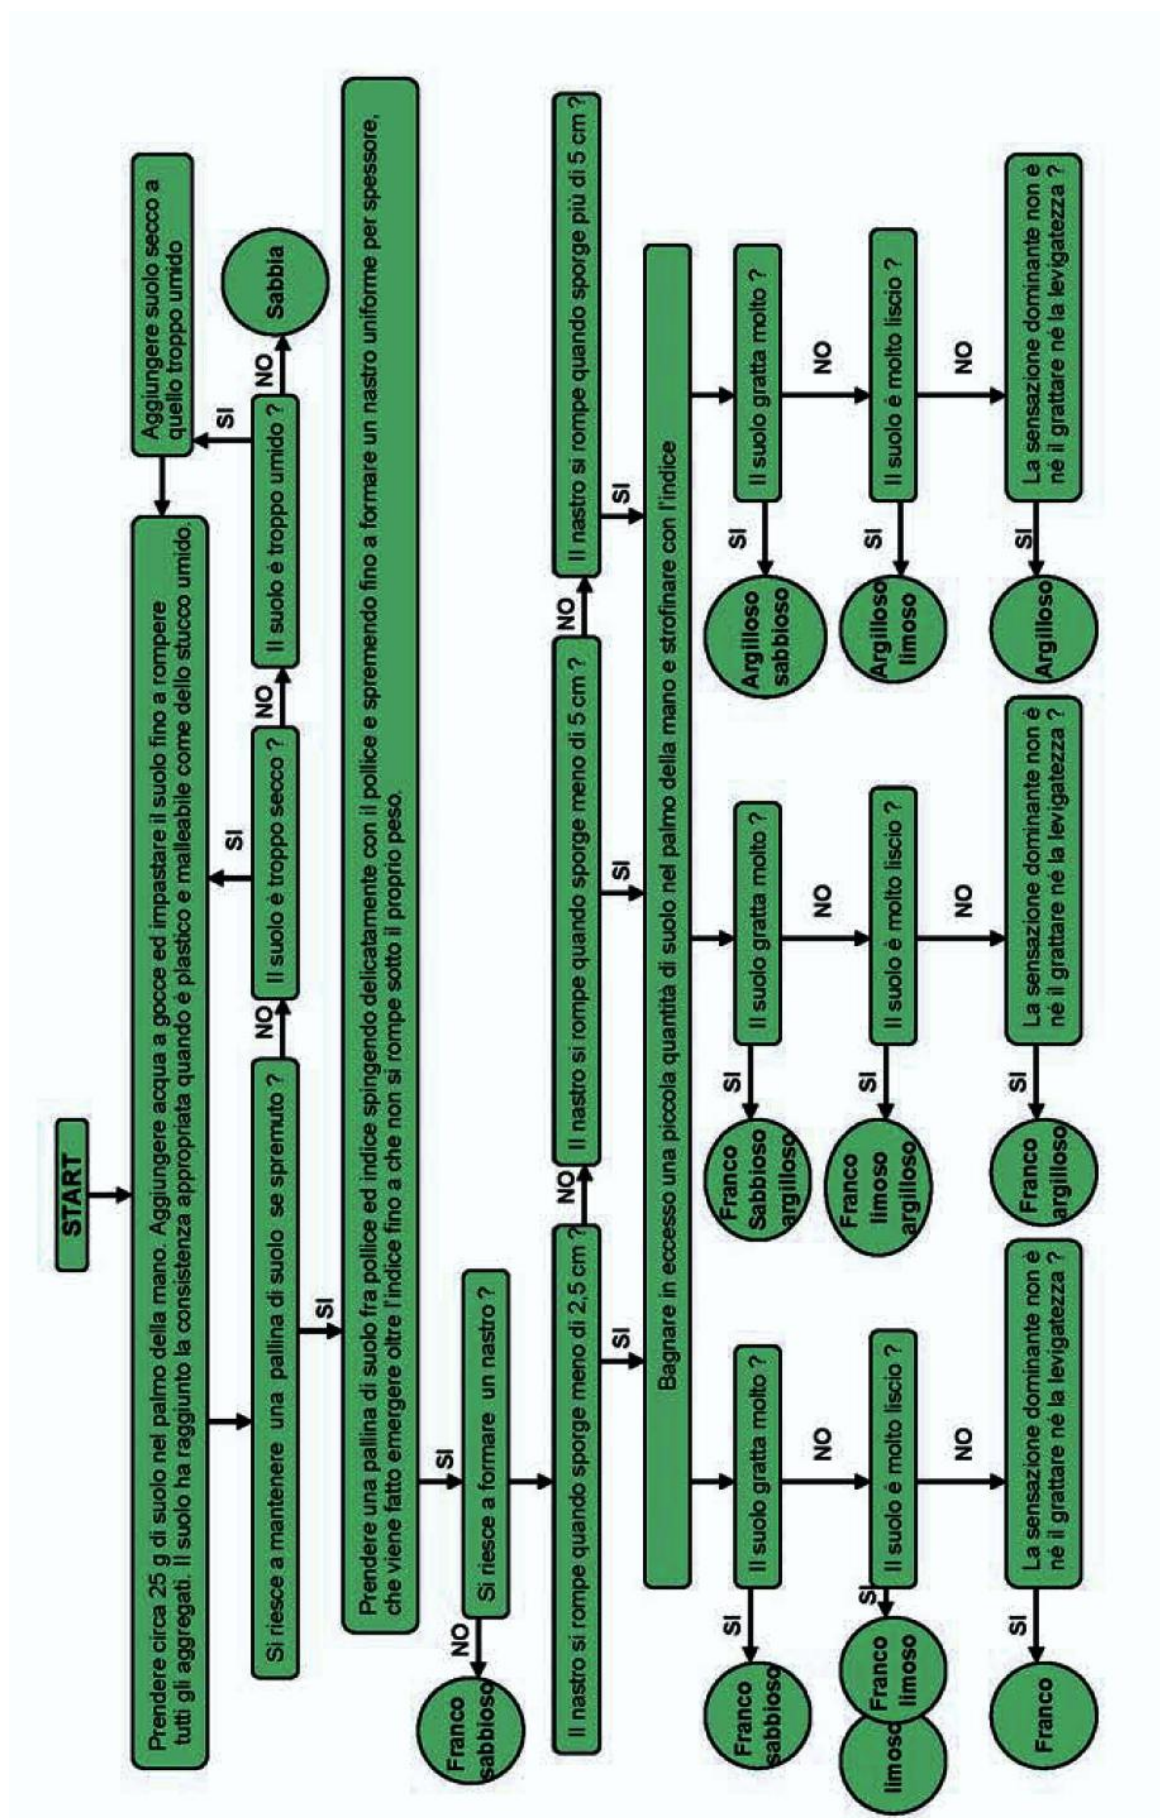 START
Prendere circa 25 g di suolo nel palmo della mano. Aggiungere acqua a gocce ed impastare il suolo fino a rompere
tutti gli aggregati. Il suolo ha raggiunto la consistenza appropriata quando è plastico e malleabile come dello stucco umido.
Aggiungere suolo secco a
quello troppo umido
Si riesce a mantenere una pallina di suolo se spremuto ?
NO
Il suolo è troppo secco ?
SI
NO
Il suolo è troppo umido ?
SI
NO
Sabbia
SI
Prendere una pallina di suolo fra pollice ed indice spingendo delicatamente con il pollice e spremendo fino a formare un nastro uniforme per spessore,
che viene fatto emergere oltre l'indice fino a che non si rompe sotto il proprio peso.
SI
Si riesce a formare un nastro ?
NO
Franco
sabbioso
Il nastro si rompe quando sporge meno di 2,5 cm ?
NO
Il nastro si rompe quando sporge meno di 5 cm ?
NO
Il nastro si rompe quando sporge più di 5 cm ?
SI
SI
SI
Bagnare in eccesso una piccola quantità di suolo nel palmo della mano e strofinare con l'indice
Franco
sabbioso
SI
Il suolo gratta molto ?
Franco
Sabbioso
argilloso
SI
Il suolo gratta molto ?
Argilloso
sabbioso
SI
Il suolo gratta molto ?
NO
NO
NO
limoso
Franco
limoso
SI
Il suolo è molto liscio ?
Franco
limoso
argilloso
SI
Il suolo è molto liscio ?
Argilloso
limoso
SI
Il suolo è molto liscio ?
NO
NO
NO
Franco
SI
La sensazione dominante non è
né il grattare né la levigatezza ?
Franco
argilloso
SI
La sensazione dominante non è
né il grattare né la levigatezza ?
Argilloso
SI
La sensazione dominante non è
né il grattare né la levigatezza ?